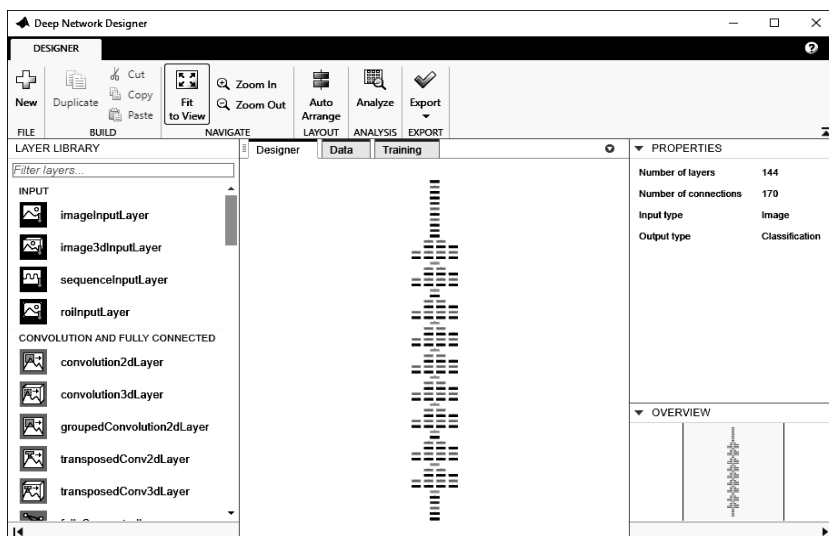 Deep Network Designer
DESIGNER
New
Duplicate
Cut
Copy
Paste
Fit
to View
Zoom In
Zoom Out
Auto
Arrange
Analyze
Export
FILE
BUILD
NAVIGATE
LAYOUT
ANALYSIS
EXPORT
LAYER LIBRARY
Filter layers...
INPUT
imageInputLayer
image3dInputLayer
sequenceInputLayer
roiInputLayer
CONVOLUTION AND FULLY CONNECTED
convolution2dLayer
convolution3dLayer
groupedConvolution2dLayer
transposedConv2dLayer
transposedConv3dLayer
Designer
Data
Training
PROPERTIES
Number of layers 144
Number of connections 170
Input type Image
Output type Classification
OVERVIEW